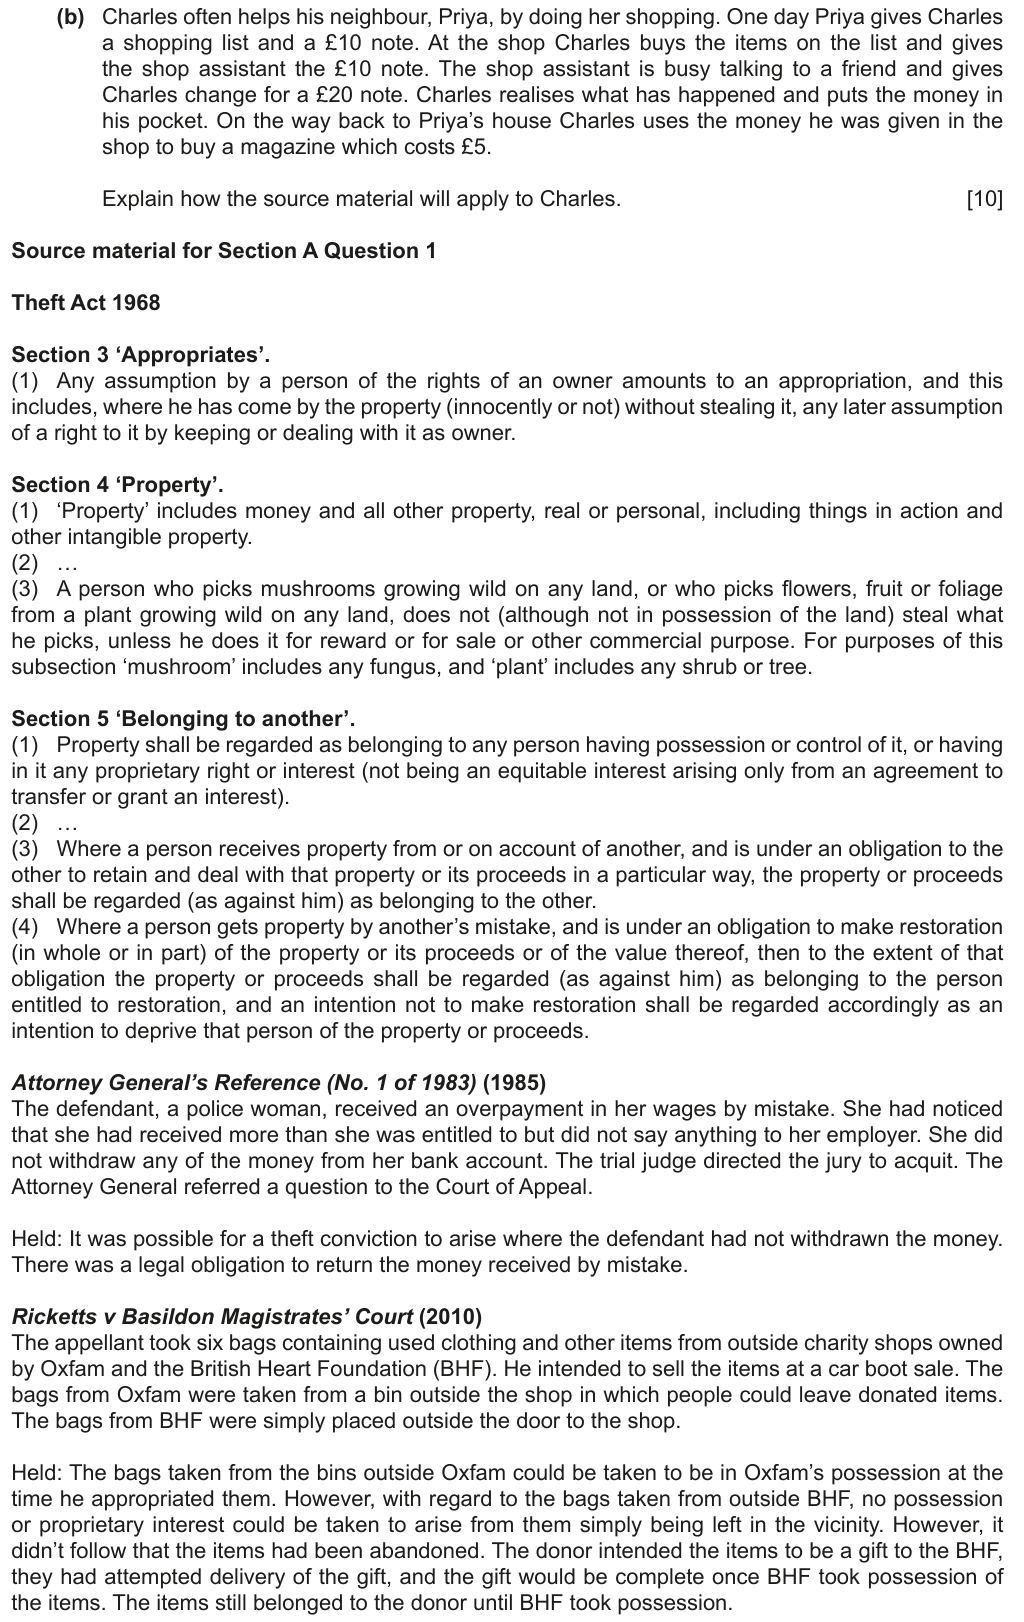 (b) Charles often helps his neighbour, Priya, by doing her shopping. One day Priya gives Charles
a shopping list and a £10 note. At the shop Charles buys the items on the list and gives
the shop assistant the £10 note. The shop assistant is busy talking to a friend and gives
Charles change for a £20 note. Charles realises what has happened and puts the money in
his pocket. On the way back to Priya’s house Charles uses the money he was given in the
shop to buy a magazine which costs £5.
Explain how the source material will apply to Charles. [10]
Source material for Section A Question 1
Theft Act 1968
Section 3 ‘Appropriates’.
(1) Any assumption by a person of the rights of an owner amounts to an appropriation, and this
includes, where he has come by the property (innocently or not) without stealing it, any later assumption
of a right to it by keeping or dealing with it as owner.
Section 4 ‘Property’.
(1) ‘Property’ includes money and all other property, real or personal, including things in action and
other intangible property.
(2) …
(3) A person who picks mushrooms growing wild on any land, or who picks flowers, fruit or foliage
from a plant growing wild on any land, does not (although not in possession of the land) steal what
he picks, unless he does it for reward or for sale or other commercial purpose. For purposes of this
subsection ‘mushroom’ includes any fungus, and ‘plant’ includes any shrub or tree.
Section 5 ‘Belonging to another’.
(1) Property shall be regarded as belonging to any person having possession or control of it, or having
in it any proprietary right or interest (not being an equitable interest arising only from an agreement to
transfer or grant an interest).
(2) …
(3) Where a person receives property from or on account of another, and is under an obligation to the
other to retain and deal with that property or its proceeds in a particular way, the property or proceeds
shall be regarded (as against him) as belonging to the other.
(4) Where a person gets property by another’s mistake, and is under an obligation to make restoration
(in whole or in part) of the property or its proceeds or of the value thereof, then to the extent of that
obligation the property or proceeds shall be regarded (as against him) as belonging to the person
entitled to restoration, and an intention not to make restoration shall be regarded accordingly as an
intention to deprive that person of the property or proceeds.
Attorney General’s Reference (No. 1 of 1983) (1985)
The defendant, a police woman, received an overpayment in her wages by mistake. She had noticed
that she had received more than she was entitled to but did not say anything to her employer. She did
not withdraw any of the money from her bank account. The trial judge directed the jury to acquit. The
Attorney General referred a question to the Court of Appeal.
Held: It was possible for a theft conviction to arise where the defendant had not withdrawn the money.
There was a legal obligation to return the money received by mistake.
Ricketts v Basildon Magistrates’ Court (2010)
The appellant took six bags containing used clothing and other items from outside charity shops owned
by Oxfam and the British Heart Foundation (BHF). He intended to sell the items at a car boot sale. The
bags from Oxfam were taken from a bin outside the shop in which people could leave donated items.
The bags from BHF were simply placed outside the door to the shop.
Held: The bags taken from the bins outside Oxfam could be taken to be in Oxfam’s possession at the
time he appropriated them. However, with regard to the bags taken from outside BHF, no possession
or proprietary interest could be taken to arise from them simply being left in the vicinity. However, it
didn’t follow that the items had been abandoned. The donor intended the items to be a gift to the BHF,
they had attempted delivery of the gift, and the gift would be complete once BHF took possession of
the items. The items still belonged to the donor until BHF took possession.